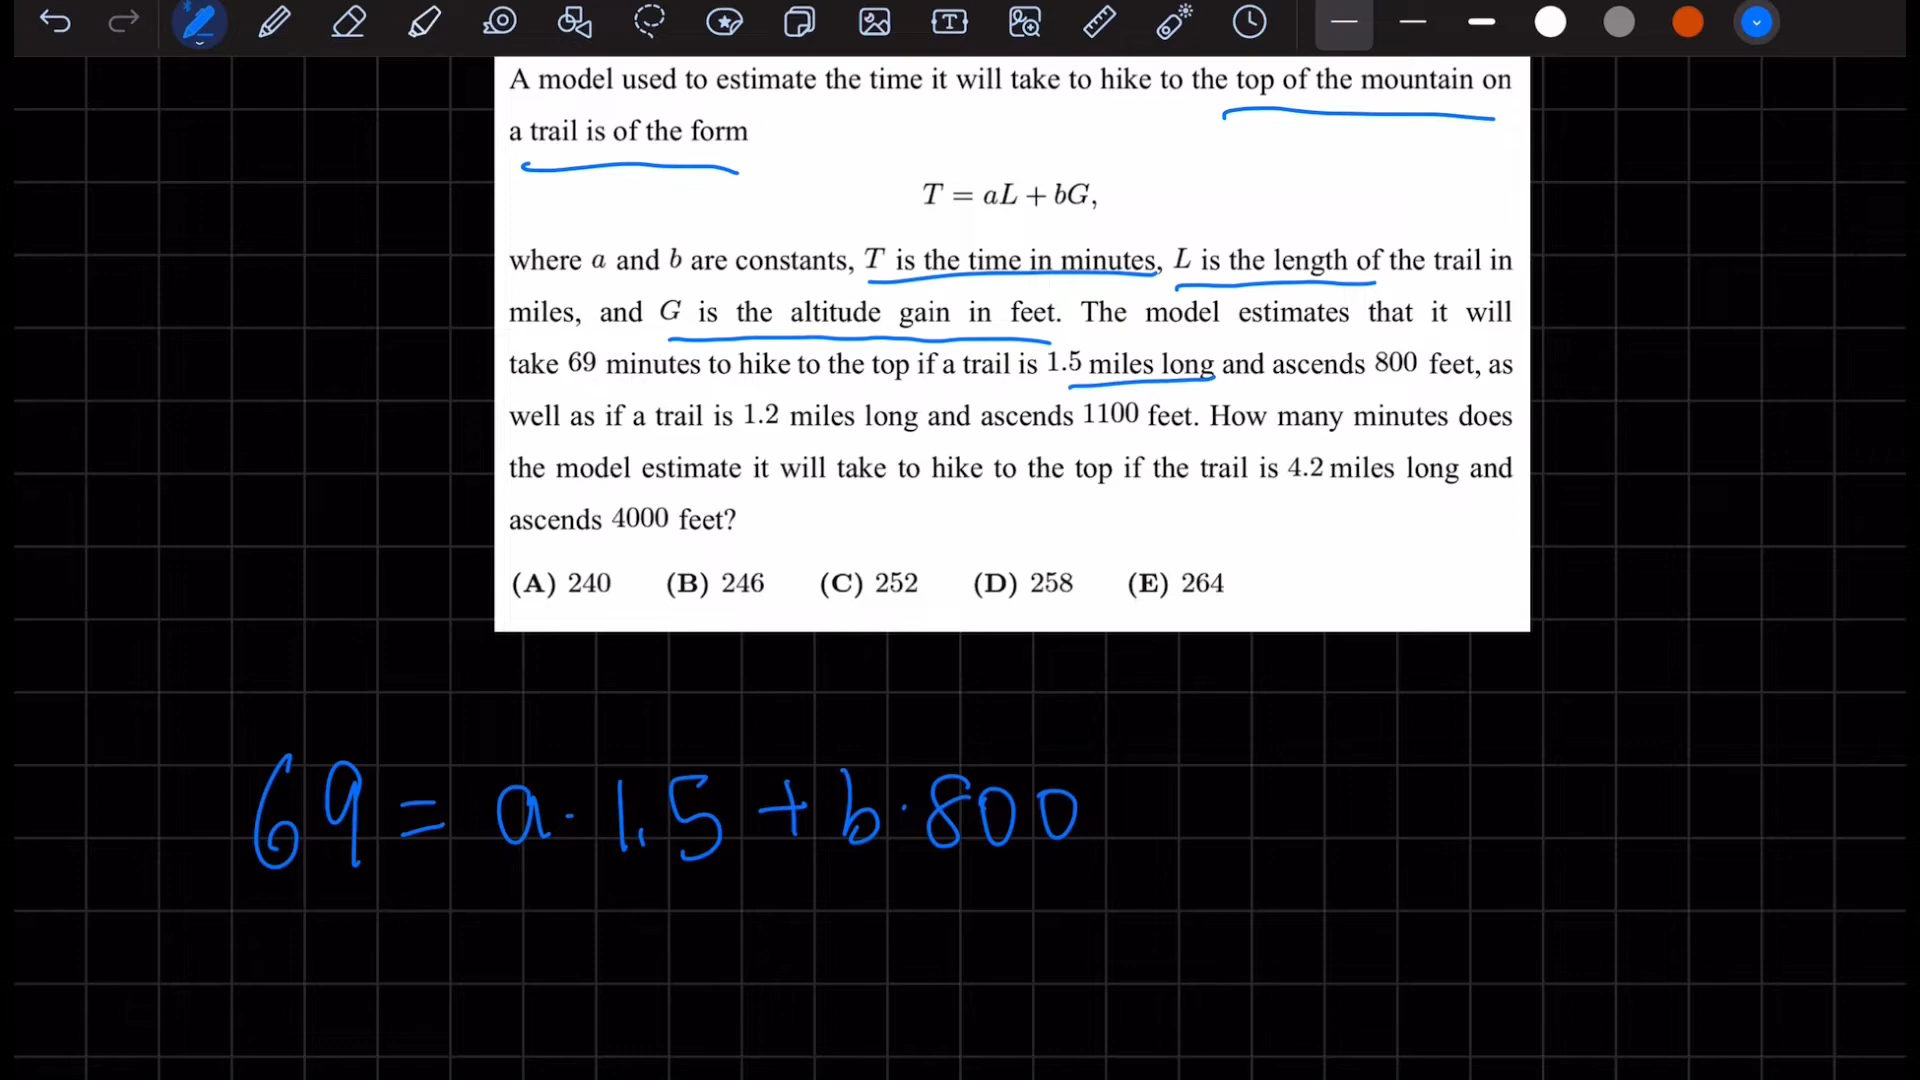 A model used to estimate the time it will take to hike to the top of the mountain on
a trail is of the form
T = aL + bG,
where a and b are constants, T is the time in minutes, L is the length of the trail in
miles, and G is the altitude gain in feet. The model estimates that it will
take 69 minutes to hike to the top if a trail is 1.5 miles long and ascends 800 feet, as
well as if a trail is 1.2 miles long and ascends 1100 feet. How many minutes does
the model estimate it will take to hike to the top if the trail is 4.2 miles long and
ascends 4000 feet?
(A) 240 (B) 246 (C) 252 (D) 258 (E) 264
69 = a · 1.5 + b · 800